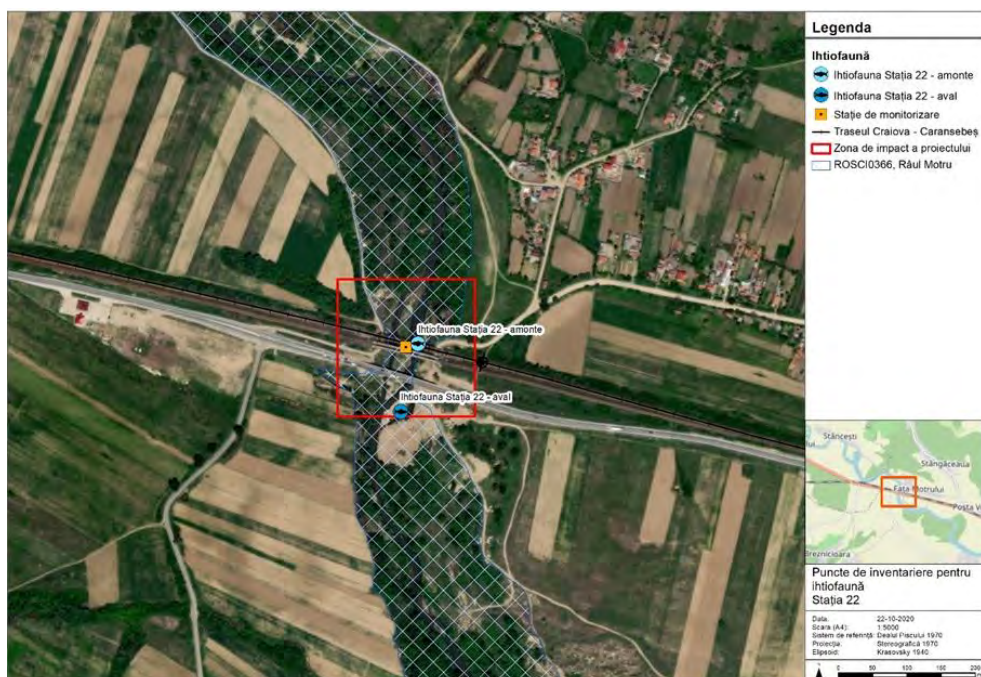 Legenda
Ihtiofaună
Ihtiofauna Stația 22 - amonte
Ihtiofauna Stația 22 - aval
Stație de monitorizare
Traseul Craiova - Caransebeș
Zona de impact a proiectului
ROSCI0366, Râul Motru
Ihtiofauna Stația 22 - amonte
Ihtiofauna Stația 22 - aval
Stâncești
Stângăceaua
Fața Motrului
Breznicioara
Puncte de inventariere pentru
ihtiofaună
Stația 22
Data: 22-10-2020
Scara (A4): 1:5000
Sistem de referință: Dealul Piscului 1970
Proiecția: Stereografică 1970
Elipsoid: Krasovsky 1940
0 50 100 150 200